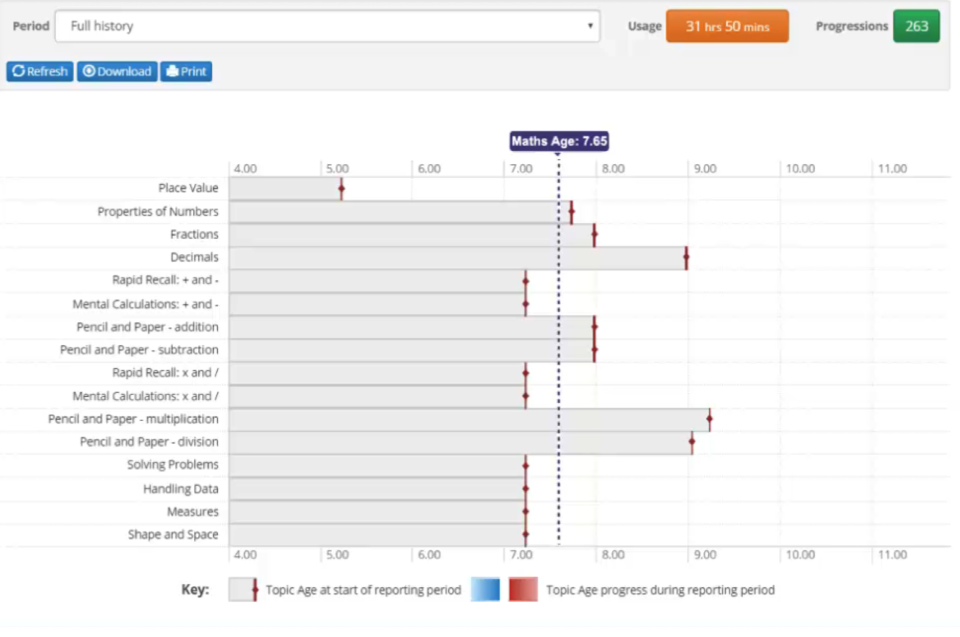 Period Full history Usage 31 hrs 50 mins Progressions 263
Refresh Download Print
Maths Age: 7.65
4.00 5.00 6.00 7.00 8.00 9.00 10.00 11.00
Place Value
Properties of Numbers
Fractions
Decimals
Rapid Recall: + and -
Mental Calculations: + and -
Pencil and Paper - addition
Pencil and Paper - subtraction
Rapid Recall: x and /
Mental Calculations: x and /
Pencil and Paper - multiplication
Pencil and Paper - division
Solving Problems
Handling Data
Measures
Shape and Space
4.00 5.00 6.00 7.00 8.00 9.00 10.00 11.00
Key: Topic Age at start of reporting period Topic Age progress during reporting period